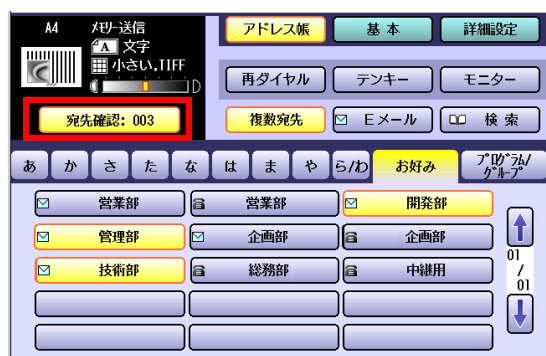 A4 ﾒﾓﾘｰ送信
A 文字
小さい,TIFF
D
宛先確認: 003
アドレス帳 基本 詳細設定
再ダイヤル テンキー モニター
複数宛先 Eメール 検索
あ か さ た な は ま や ら/わ お好み ﾌﾟﾛｸﾞﾗﾑ/
ｸﾞﾙｰﾌﾟ
営業部 営業部 開発部
管理部 企画部 企画部
技術部 総務部 中継用
01
/
01